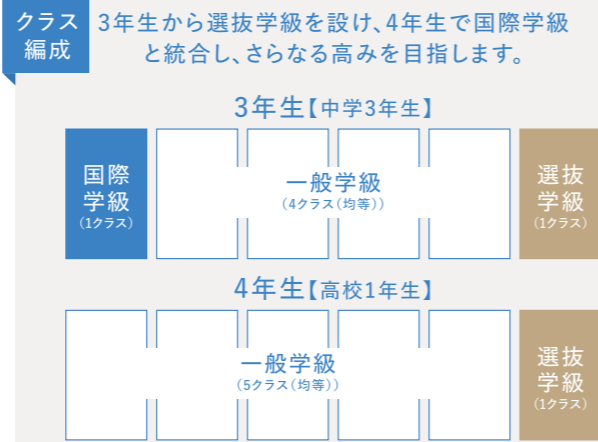 クラス
編成
3年生から選抜学級を設け、4年生で国際学級
と統合し、さらなる高みを目指します。
3年生【中学3年生】
国際
学級
（1クラス）
一般学級
（4クラス（均等））
選抜
学級
（1クラス）
4年生【高校1年生】
一般学級
（5クラス（均等））
選抜
学級
（1クラス）